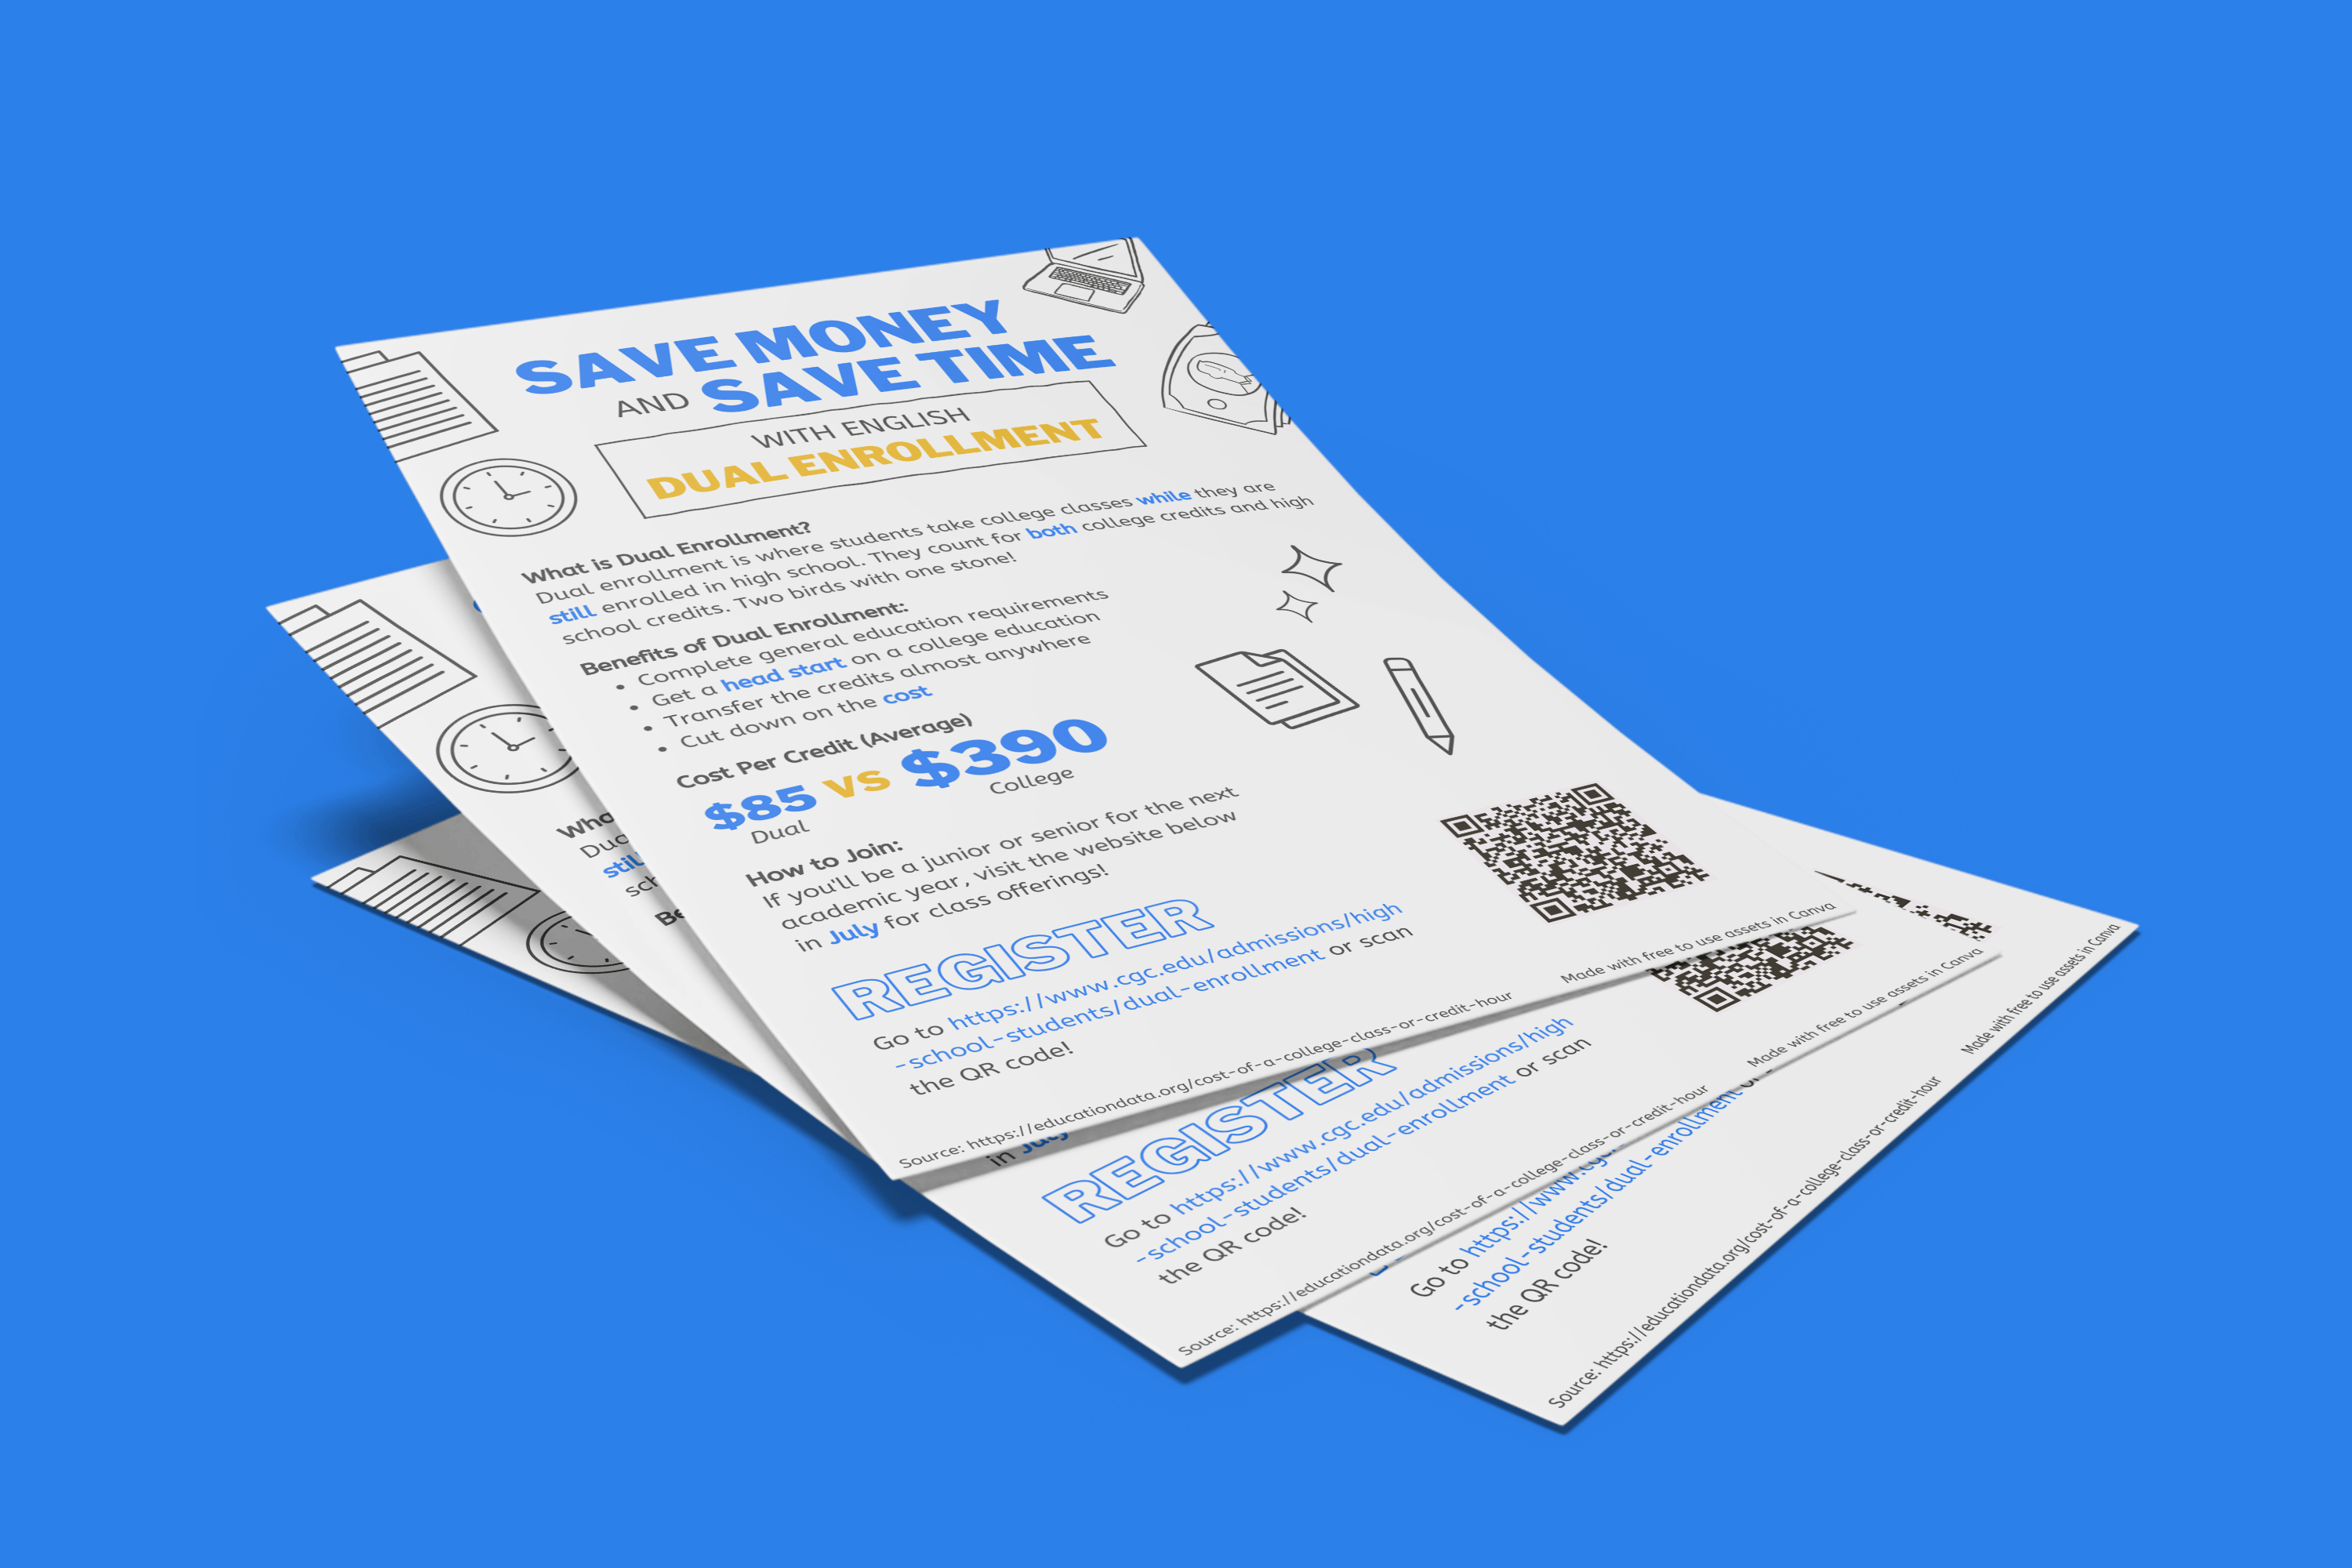 SAVE MONEY
AND SAVE TIME
WITH ENGLISH
DUAL ENROLLMENT
What is Dual Enrollment?
Dual enrollment is where students take college classes while they are
still enrolled in high school. They count for both college credits and high
school credits. Two birds with one stone!
Benefits of Dual Enrollment:
• Complete general education requirements
• Get a head start on a college education
• Transfer the credits almost anywhere
• Cut down on the cost
Cost Per Credit (Average)
$85 vs $390
Dual College
How to Join:
If you'll be a junior or senior for the next
academic year, visit the website below
in July for class offerings!
REGISTER
Go to https://www.cgc.edu/admissions/high
-school-students/dual-enrollment or scan
the QR code!
Source: https://educationdata.org/cost-of-a-college-class-or-credit-hour
Made with free to use assets in Canva
still
in July
REGISTER
Go to https://www.cgc.edu/admissions/high
-school-students/dual-enrollment or scan
the QR code!
Source: https://educationdata.org/cost-of-a-college-class-or-credit-hour
Made with free to use assets in Canva
Go to https://www.cgc
-school-students/dual-enrollment
the QR code!
Source: https://educationdata.org/cost-of-a-college-class-or-credit-hour
Made with free to use assets in Canva